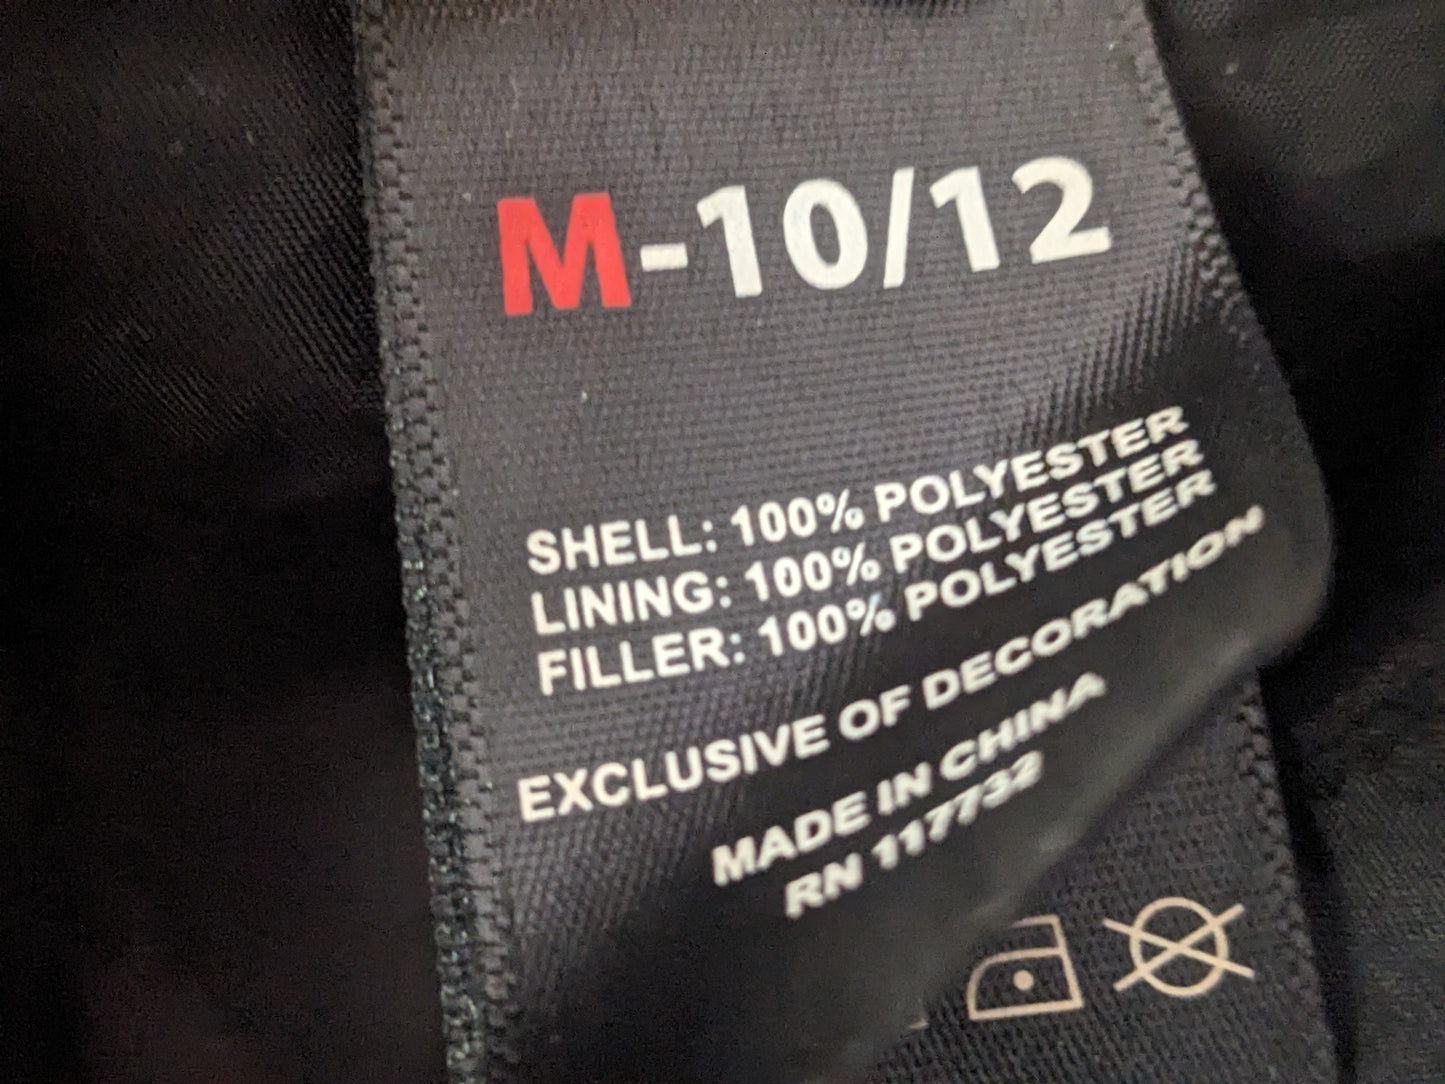 M-10/12
SHELL: 100% POLYESTER
LINING: 100% POLYESTER
FILLER: 100% POLYESTER
EXCLUSIVE OF DECORATION
MADE IN CHINA
RN 117732